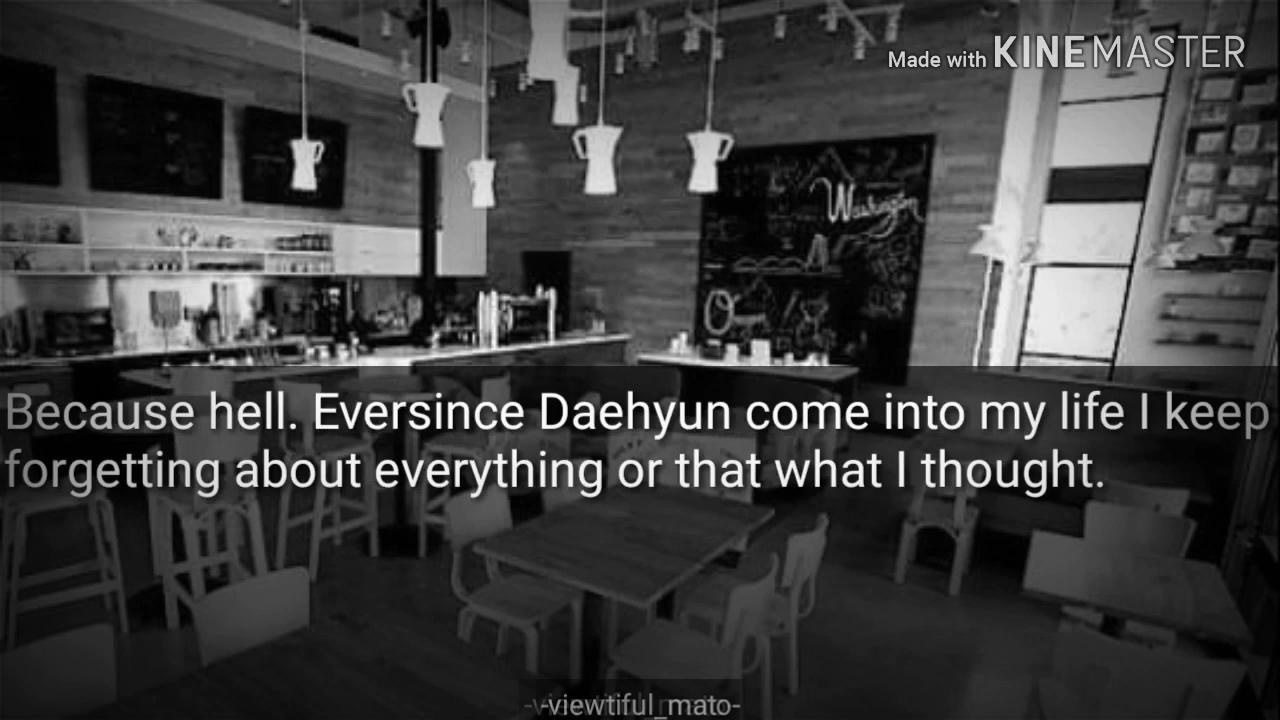 Made with KINEMASTER
Washington
Because hell. Eversince Daehyun come into my life I keep
forgetting about everything or that what I thought.
-viewtiful_mato-